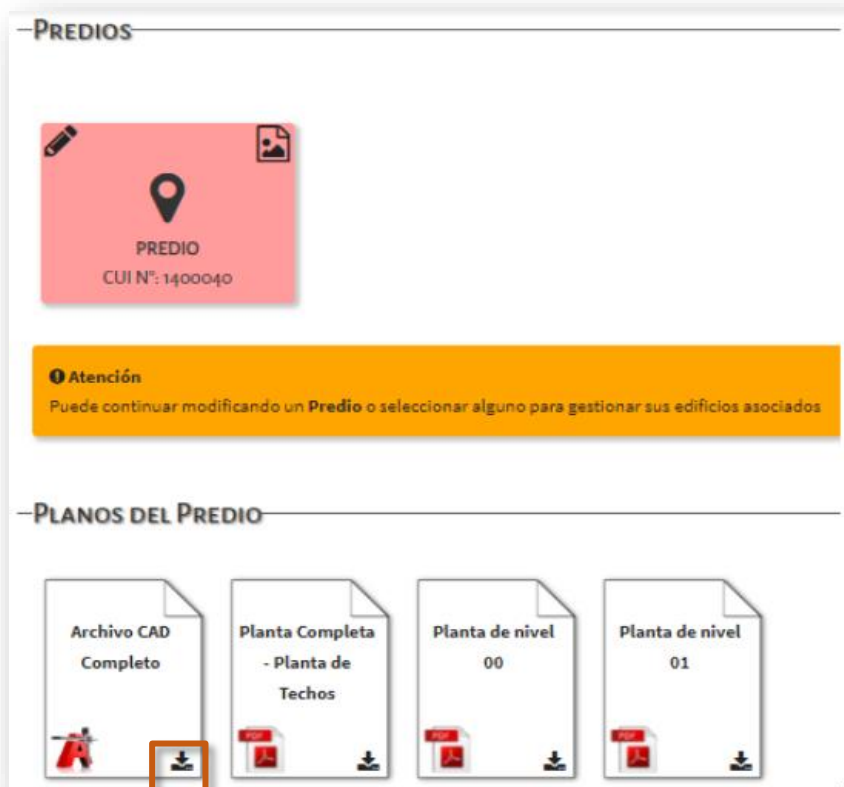 PREDIOS
PREDIO
CUI N°: 1400040
Atención
Puede continuar modificando un Predio o seleccionar alguno para gestionar sus edificios asociados
PLANOS DEL PREDIO
Archivo CAD
Completo
Planta Completa
- Planta de
Techos
Planta de nivel
00
Planta de nivel
01
PDF
PDF
PDF